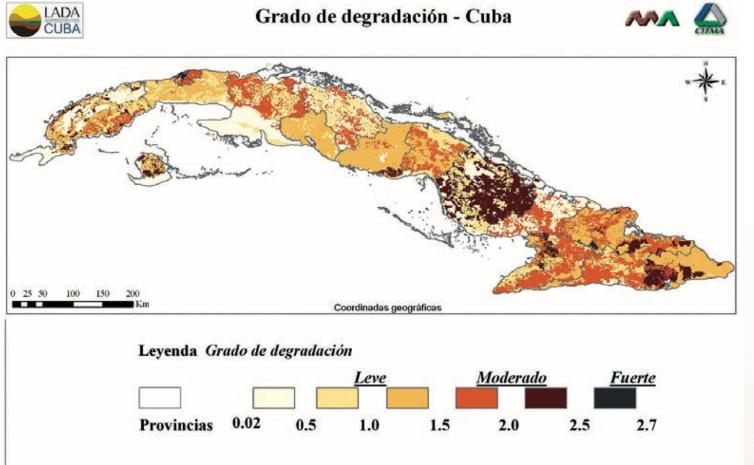 LADA
CUBA
Grado de degradación - Cuba
CITMA
N
W E
S
0 25 50 100 150 200
Km
Coordinadas geográficas
Leyenda Grado de degradación
Leve Moderado Fuerte
Provincias 0.02 0.5 1.0 1.5 2.0 2.5 2.7